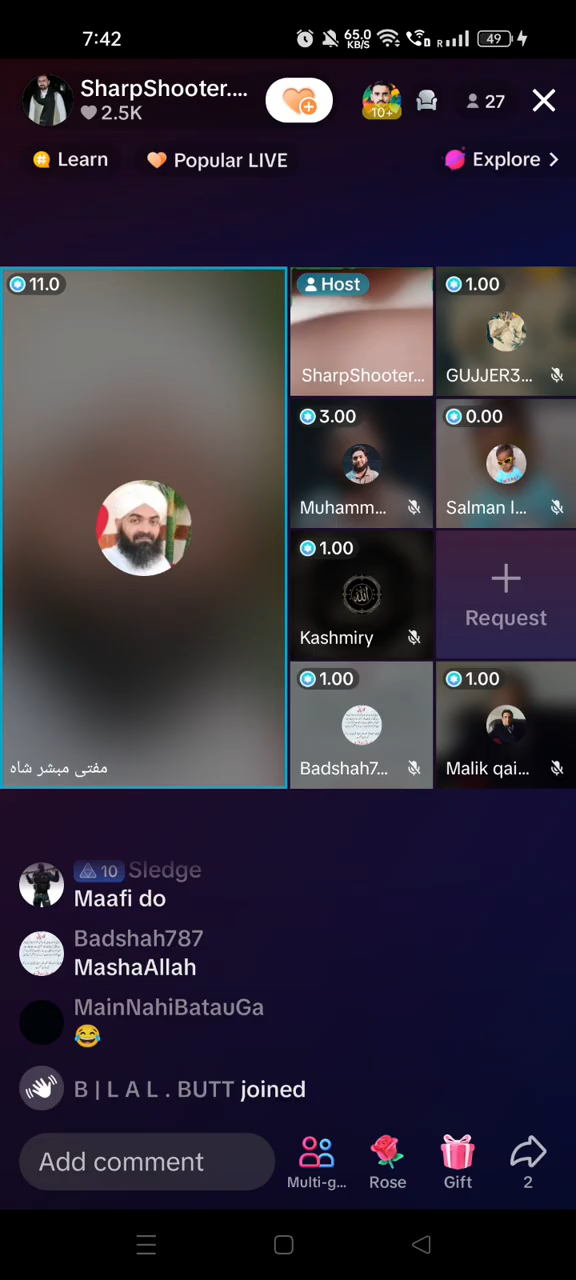 7:42
65.0
KB/S
R
49
SharpShooter....
2.5K
10+
27
Learn
Popular LIVE
Explore >
11.0
Host
1.00
SharpShooter...
GUJJER3...
3.00
0.00
Muhamm...
Salman I...
1.00
Kashmiry
Request
1.00
1.00
مفتی مبشر شاہ
Badshah7...
Malik qai...
10 Sledge
Maafi do
Badshah787
MashaAllah
MainNahiBatauGa
😂
B | L A L . BUTT joined
Add comment
Multi-g...
Rose
Gift
2